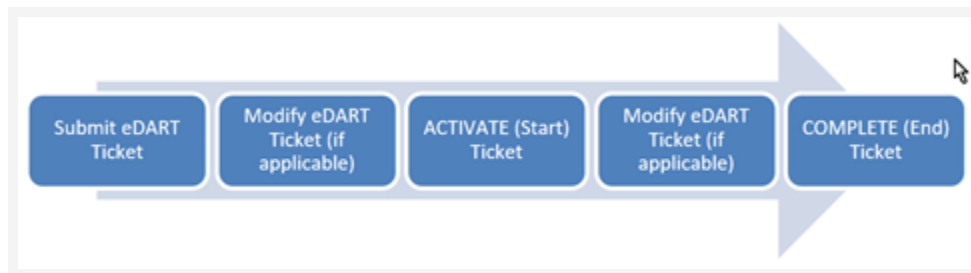 Submit eDART
Ticket
Modify eDART
Ticket (if
applicable)
ACTIVATE (Start)
Ticket
Modify eDART
Ticket (if
applicable)
COMPLETE (End)
Ticket